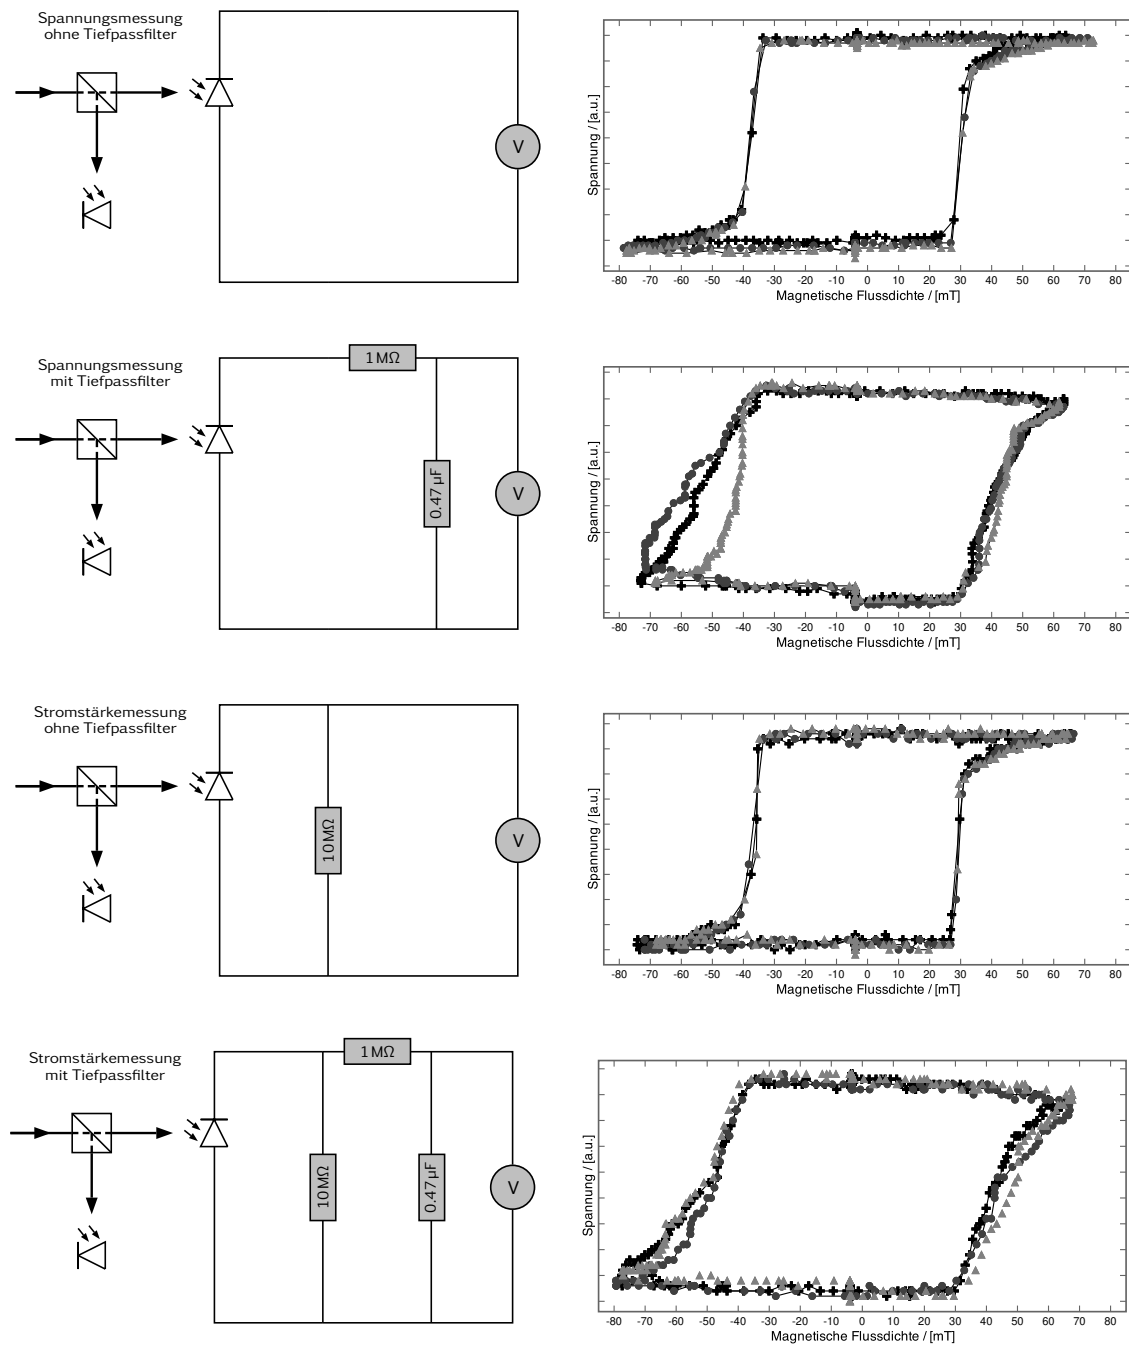 Spannungsmessung
ohne Tiefpassfilter
V
Spannung / [a.u.]
-80 -70 -60 -50 -40 -30 -20 -10 0 10 20 30 40 50 60 70 80
Magnetische Flussdichte / [mT]
Spannungsmessung
mit Tiefpassfilter
1 MΩ
0.47 µF
V
Spannung / [a.u.]
-80 -70 -60 -50 -40 -30 -20 -10 0 10 20 30 40 50 60 70 80
Magnetische Flussdichte / [mT]
Stromstärkemessung
ohne Tiefpassfilter
10 MΩ
V
Spannung / [a.u.]
-80 -70 -60 -50 -40 -30 -20 -10 0 10 20 30 40 50 60 70 80
Magnetische Flussdichte / [mT]
Stromstärkemessung
mit Tiefpassfilter
1 MΩ
10 MΩ
0.47 µF
V
Spannung / [a.u.]
-80 -70 -60 -50 -40 -30 -20 -10 0 10 20 30 40 50 60 70 80
Magnetische Flussdichte / [mT]